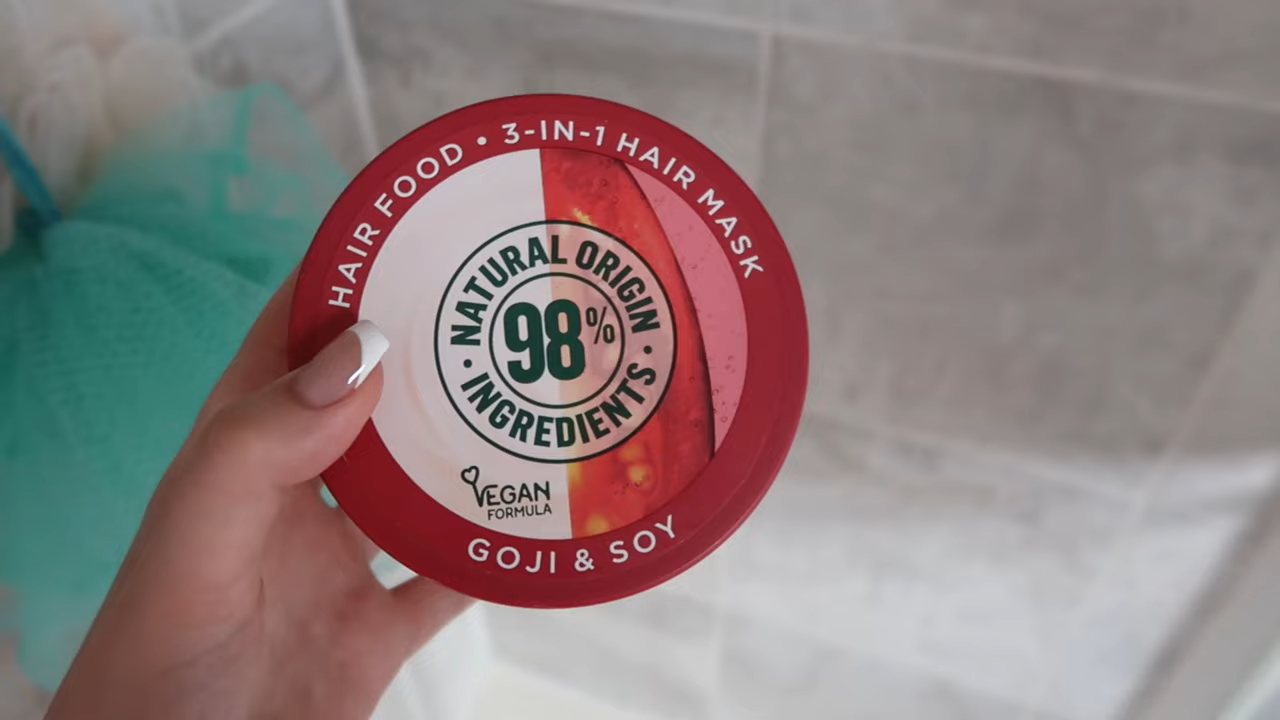 HAIR FOOD • 3-IN-1 HAIR MASK
• NATURAL ORIGIN •
98%
INGREDIENTS
VEGAN
FORMULA
GOJI & SOY